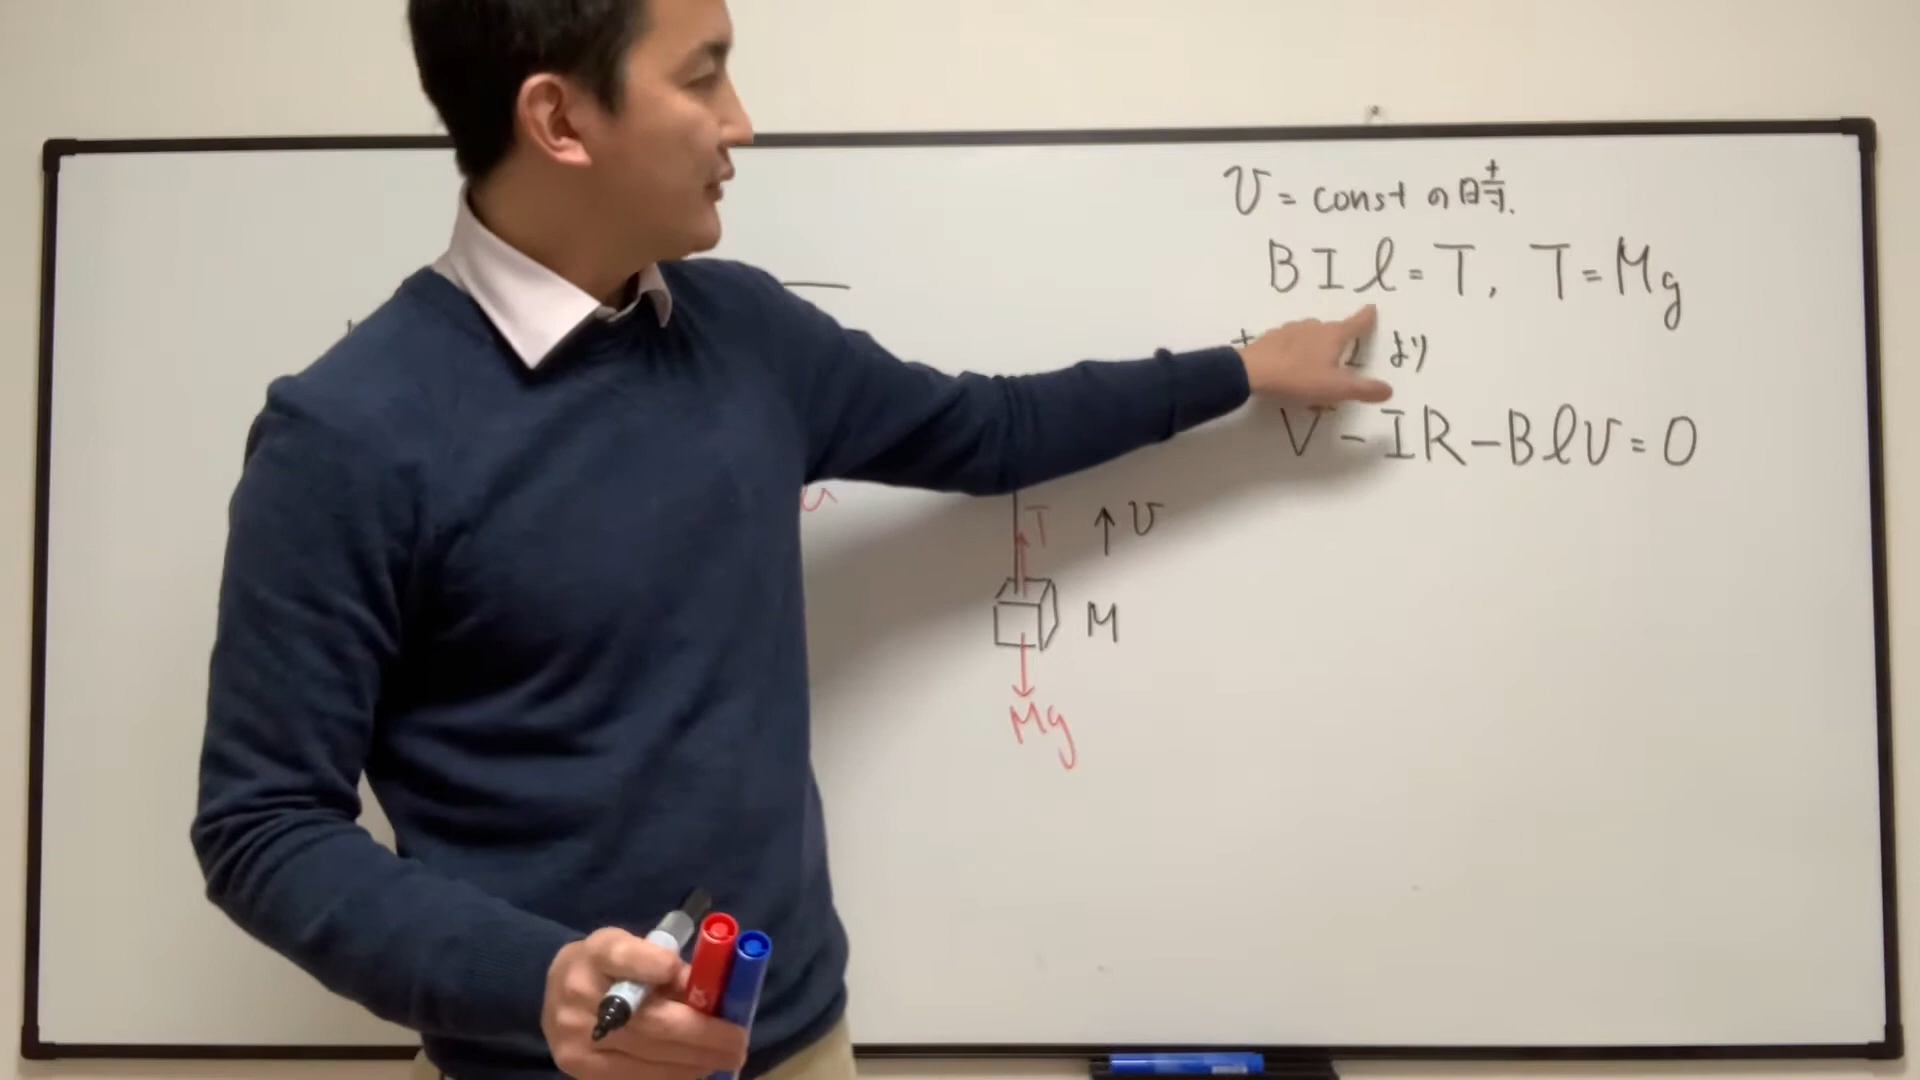 v = const の時.
BIl = T, T = Mg
より
V - IR - Blv = 0
T
↑ v
M
Mg